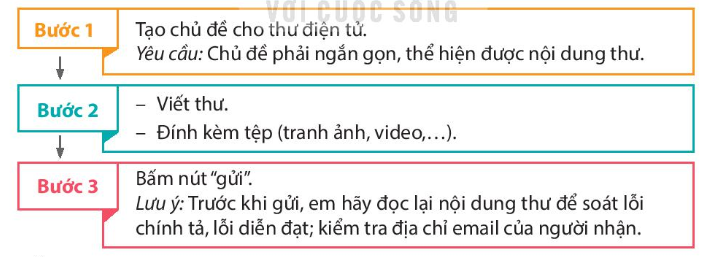 VỚI CUỘC SỐNG
Bước 1
Tạo chủ đề cho thư điện tử.
Yêu cầu: Chủ đề phải ngắn gọn, thể hiện được nội dung thư.
Bước 2
– Viết thư.
– Đính kèm tệp (tranh ảnh, video,…).
Bước 3
Bấm nút “gửi”.
Lưu ý: Trước khi gửi, em hãy đọc lại nội dung thư để soát lỗi
chính tả, lỗi diễn đạt; kiểm tra địa chỉ email của người nhận.